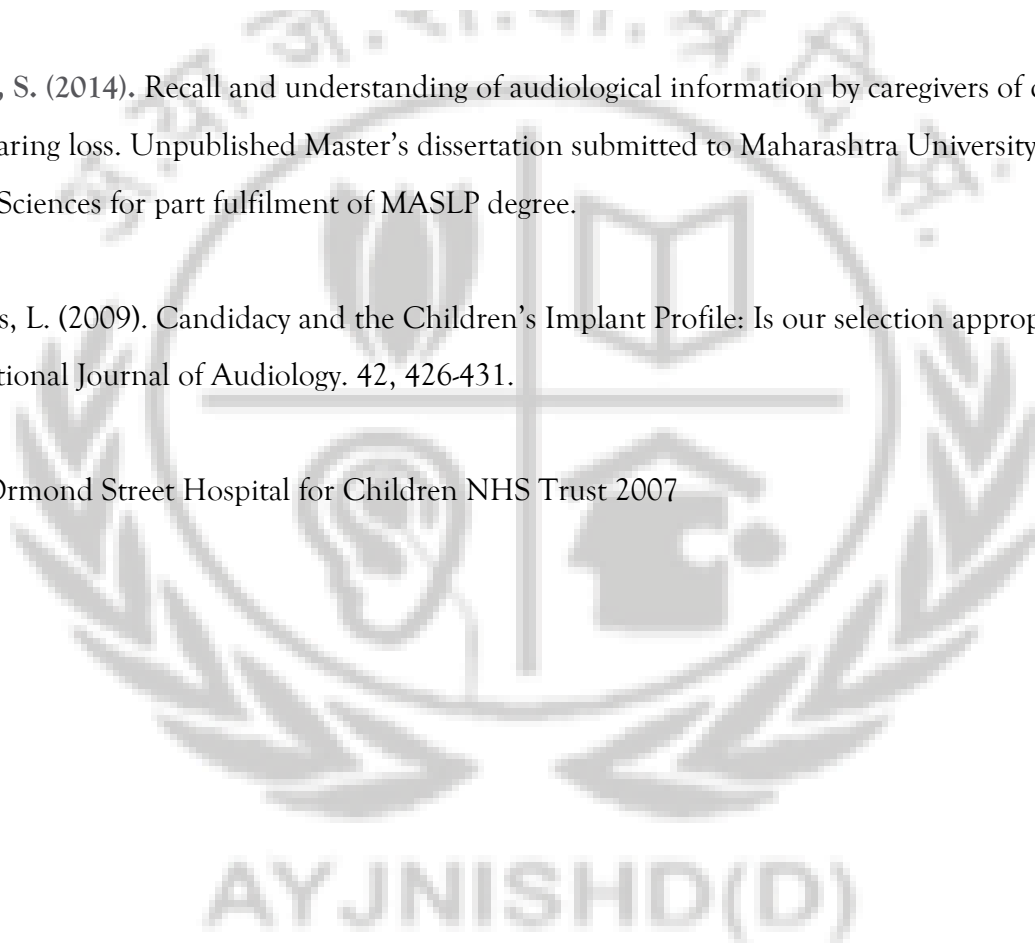 , S. (2014). Recall and understanding of audiological information by caregivers of
aring loss. Unpublished Master’s dissertation submitted to Maharashtra University
Sciences for part fulfilment of MASLP degree.
s, L. (2009). Candidacy and the Children’s Implant Profile: Is our selection approp
tional Journal of Audiology. 42, 426-431.
Ormond Street Hospital for Children NHS Trust 2007
AYJNISHD(D)